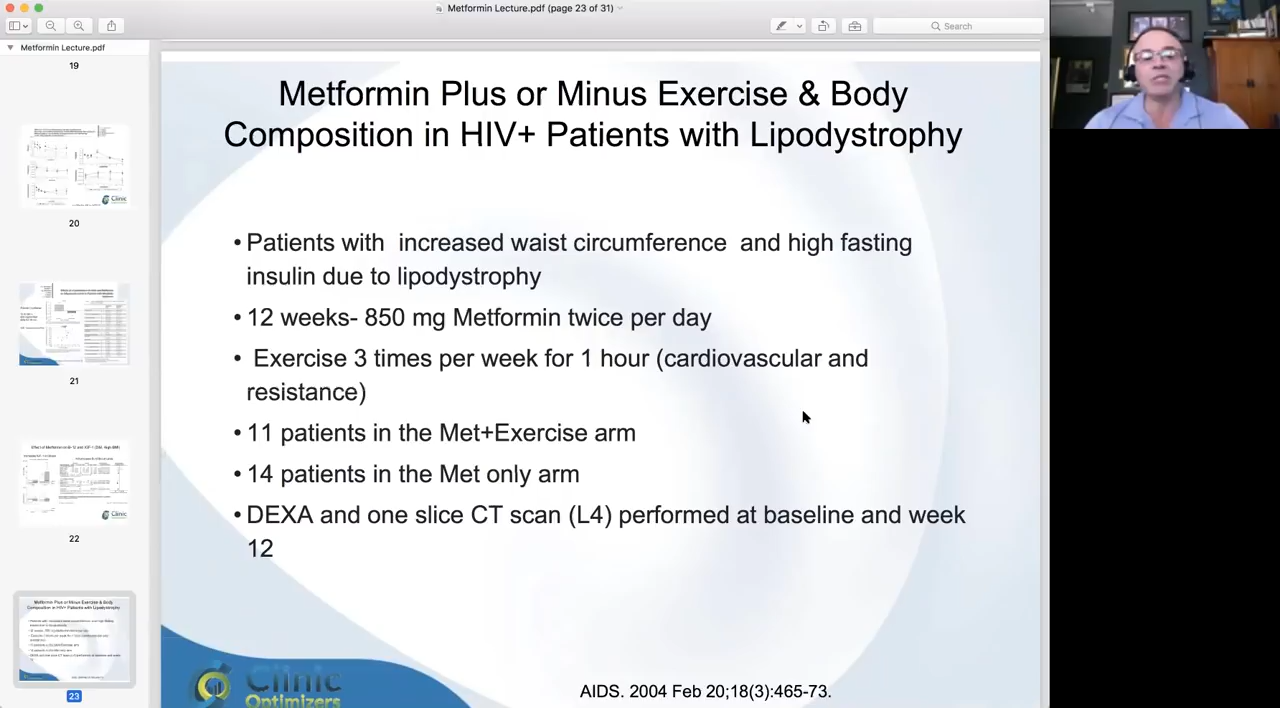 Metformin Lecture.pdf (page 23 of 31)
Search
Metformin Lecture.pdf
19
20
21
22
23
Clinic
Clinic
Metformin Plus or Minus Exercise & Body
Composition in HIV+ Patients with Lipodystrophy
• Patients with increased waist circumference and high fasting
insulin due to lipodystrophy
• 12 weeks- 850 mg Metformin twice per day
• Exercise 3 times per week for 1 hour (cardiovascular and
resistance)
• 11 patients in the Met+Exercise arm
• 14 patients in the Met only arm
• DEXA and one slice CT scan (L4) performed at baseline and week
12
Clinic
Optimizers
AIDS. 2004 Feb 20;18(3):465-73.